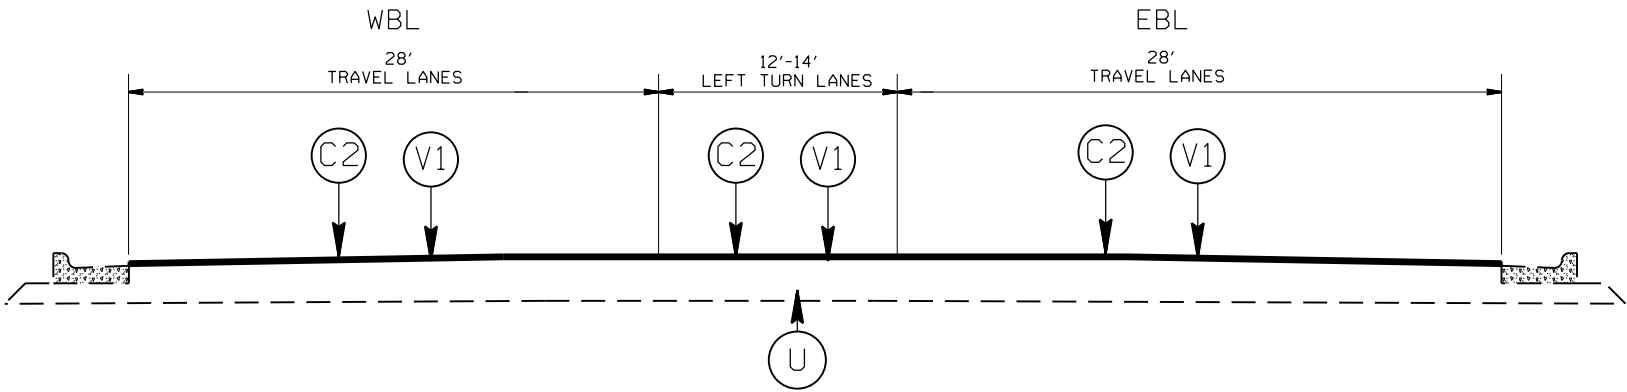 WBL
EBL
28'
TRAVEL LANES
12'-14'
LEFT TURN LANES
28'
TRAVEL LANES
C2
V1
C2
V1
C2
V1
U